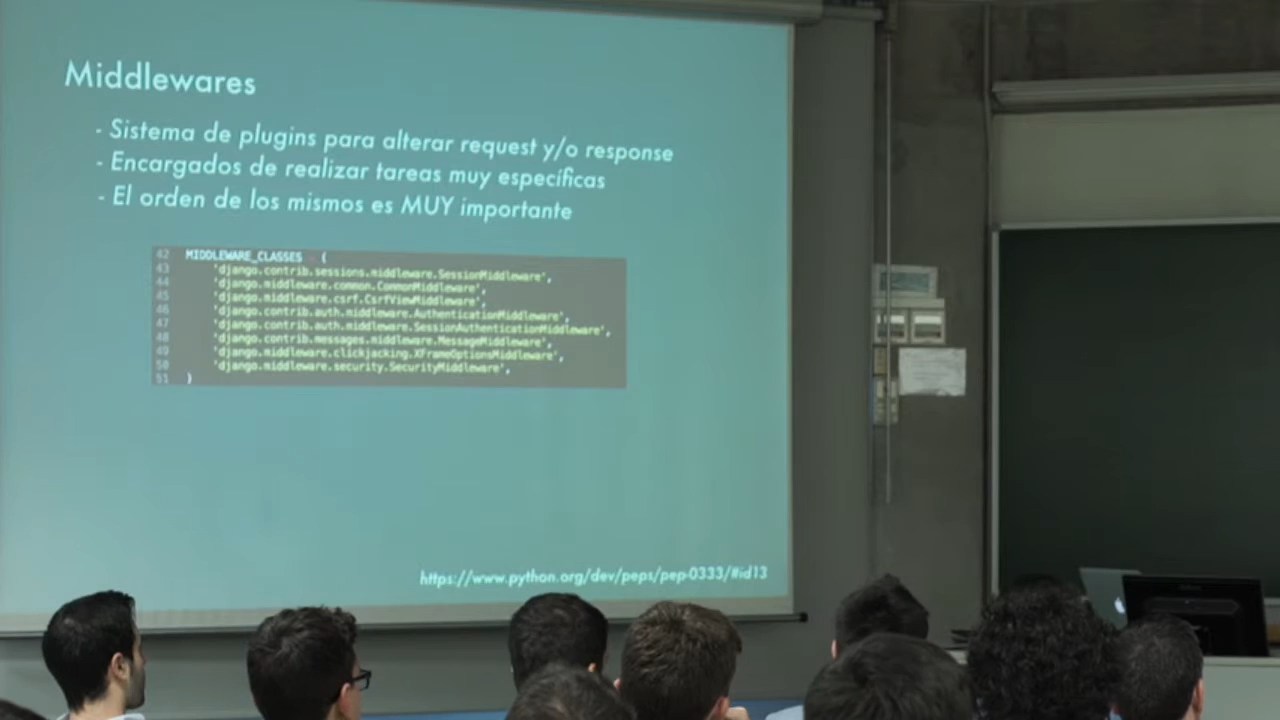 Middlewares
- Sistema de plugins para alterar request y/o response
- Encargados de realizar tareas muy específicas
- El orden de los mismos es MUY importante
42 MIDDLEWARE_CLASSES = (
43 'django.contrib.sessions.middleware.SessionMiddleware',
44 'django.middleware.common.CommonMiddleware',
45 'django.middleware.csrf.CsrfViewMiddleware',
46 'django.contrib.auth.middleware.AuthenticationMiddleware',
47 'django.contrib.auth.middleware.SessionAuthenticationMiddleware',
48 'django.contrib.messages.middleware.MessageMiddleware',
49 'django.middleware.clickjacking.XFrameOptionsMiddleware',
50 'django.middleware.security.SecurityMiddleware',
51 )
https://www.python.org/dev/peps/pep-0333/#id13